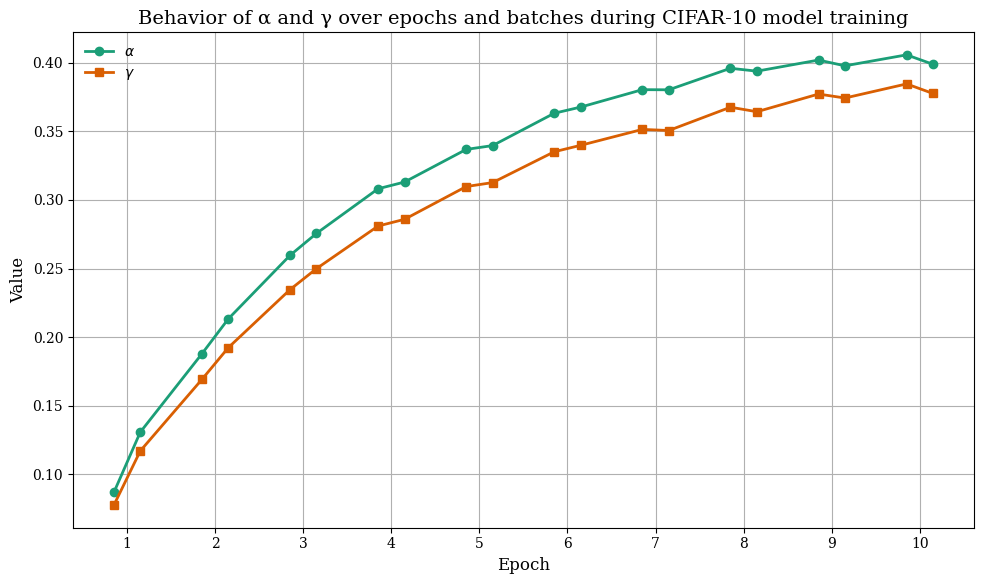 Behavior of α and γ over epochs and batches during CIFAR-10 model training
α
γ
Value
0.40
0.35
0.30
0.25
0.20
0.15
0.10
1 2 3 4 5 6 7 8 9 10
Epoch